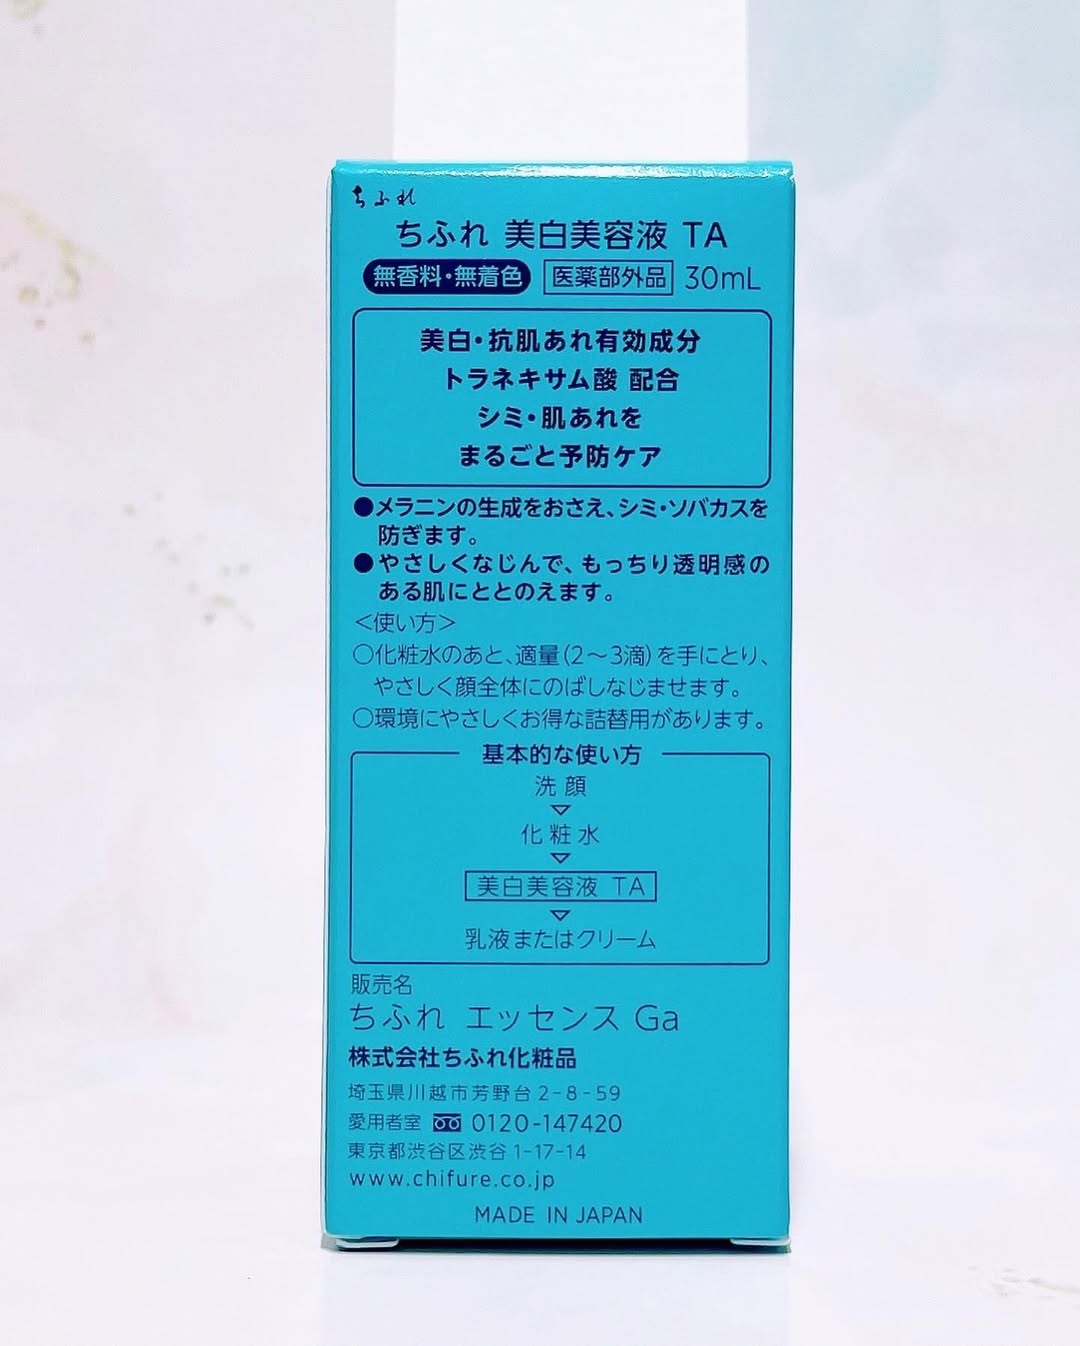 ちふれ
ちふれ 美白美容液 TA
無香料・無着色 医薬部外品 30mL
美白・抗肌あれ有効成分
トラネキサム酸 配合
シミ・肌あれを
まるごと予防ケア
●メラニンの生成をおさえ、シミ・ソバカスを
防ぎます。
●やさしくなじんで、もっちり透明感の
ある肌にととのえます。
＜使い方＞
○化粧水のあと、適量（2～3滴）を手にとり、
やさしく顔全体にのばしなじませます。
○環境にやさしくお得な詰替用があります。
基本的な使い方
洗顔
▽
化粧水
▽
美白美容液 TA
▽
乳液またはクリーム
販売名
ちふれ エッセンス Ga
株式会社ちふれ化粧品
埼玉県川越市芳野台2-8-59
愛用者室 0120-147420
東京都渋谷区渋谷1-17-14
www.chifure.co.jp
MADE IN JAPAN